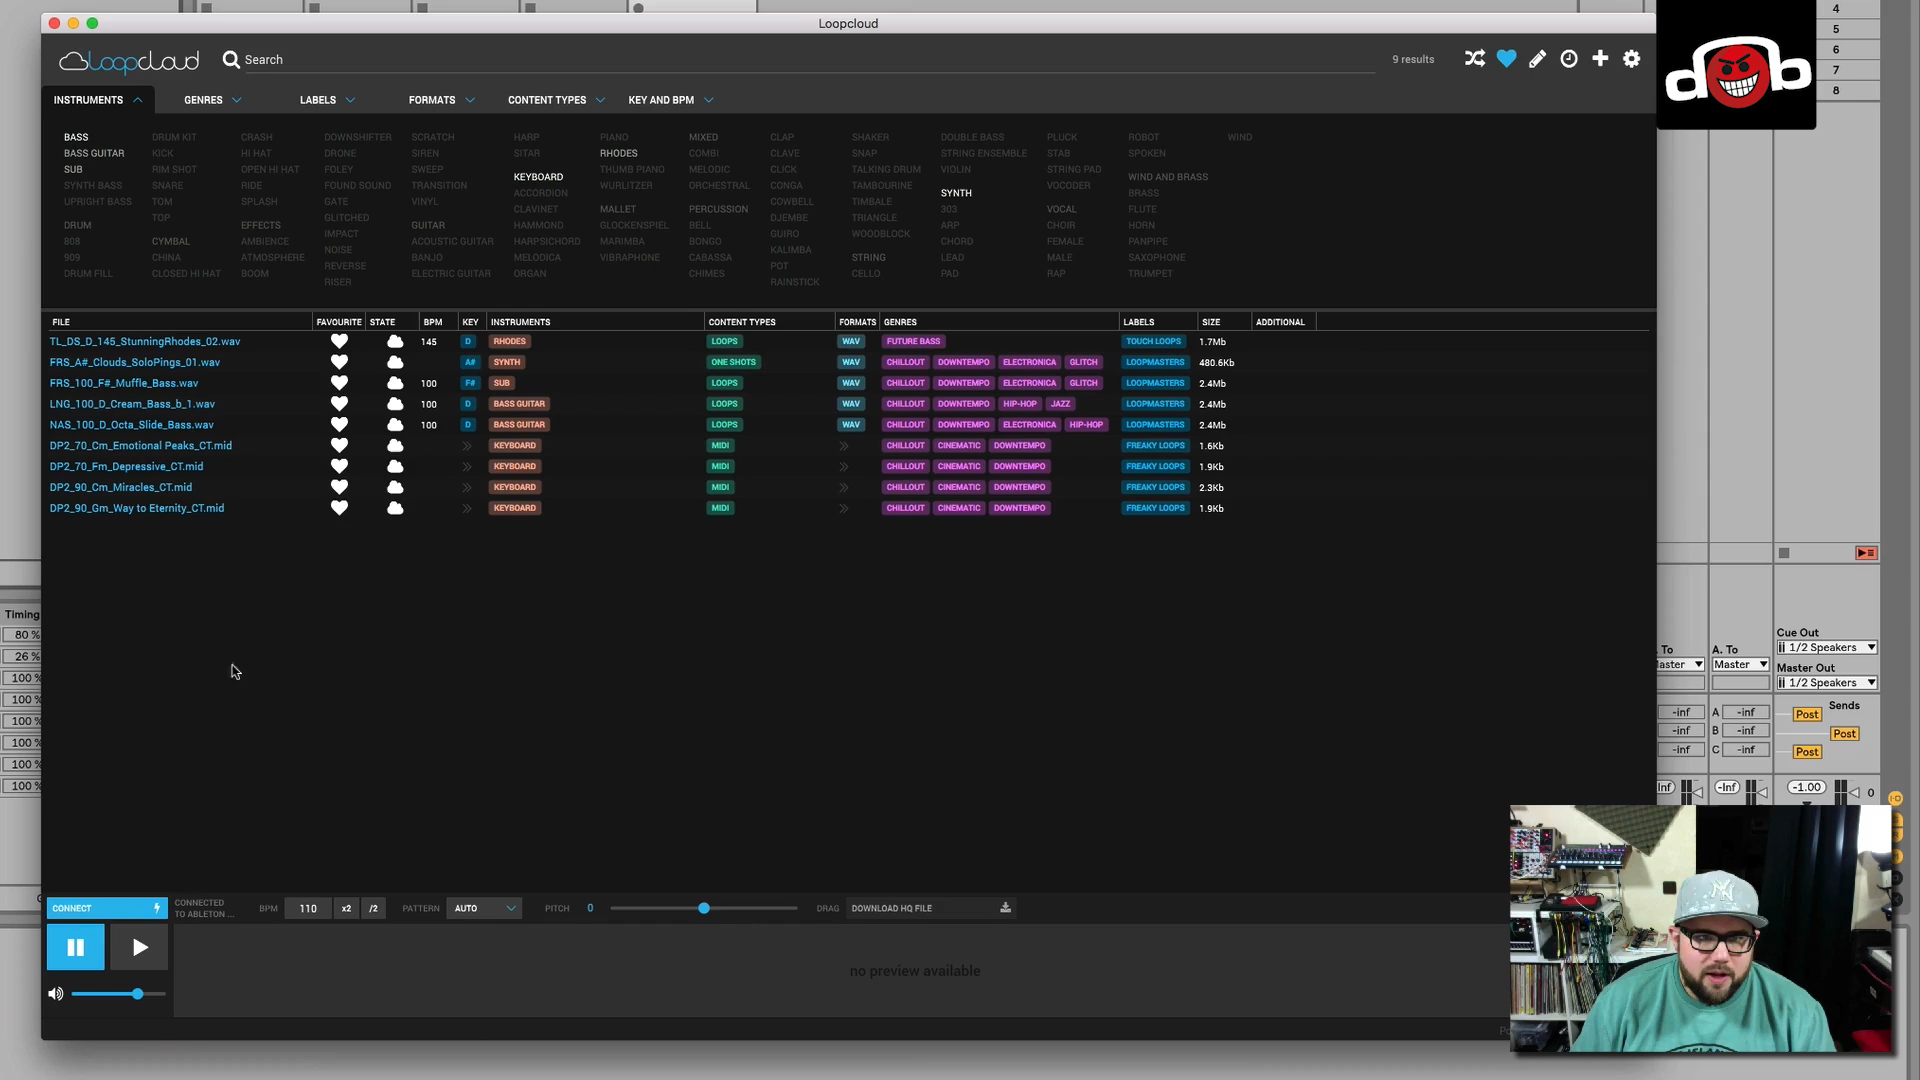 Loopcloud
loopcloud
Search
9 results
INSTRUMENTS
GENRES
LABELS
FORMATS
CONTENT TYPES
KEY AND BPM
BASS
BASS GUITAR
SUB
SYNTH BASS
UPRIGHT BASS
DRUM
808
909
DRUM FILL
DRUM KIT
KICK
RIM SHOT
SNARE
TOM
TOP
CYMBAL
CHINA
CLOSED HI HAT
CRASH
HI HAT
OPEN HI HAT
RIDE
SPLASH
EFFECTS
AMBIENCE
ATMOSPHERE
BOOM
DOWNSHIFTER
DRONE
FOLEY
FOUND SOUND
GATE
GLITCHED
IMPACT
NOISE
REVERSE
RISER
SCRATCH
SIREN
SWEEP
TRANSITION
VINYL
GUITAR
ACOUSTIC GUITAR
BANJO
ELECTRIC GUITAR
HARP
SITAR
KEYBOARD
ACCORDION
CLAVINET
HAMMOND
HARPSICHORD
MELODICA
ORGAN
PIANO
RHODES
THUMB PIANO
WURLITZER
MALLET
GLOCKENSPIEL
MARIMBA
VIBRAPHONE
MIXED
COMBI
MELODIC
ORCHESTRAL
PERCUSSION
BELL
BONGO
CABASSA
CHIMES
CLAP
CLAVE
CLICK
CONGA
COWBELL
DJEMBE
GUIRO
KALIMBA
POT
RAINSTICK
SHAKER
SNAP
TALKING DRUM
TAMBOURINE
TIMBALE
TRIANGLE
WOODBLOCK
STRING
CELLO
DOUBLE BASS
STRING ENSEMBLE
VIOLIN
SYNTH
303
ARP
CHORD
LEAD
PAD
PLUCK
STAB
STRING PAD
VOCODER
VOCAL
CHOIR
FEMALE
MALE
RAP
ROBOT
SPOKEN
WIND AND BRASS
BRASS
FLUTE
HORN
PANPIPE
SAXOPHONE
TRUMPET
WIND
FILE FAVOURITE STATE BPM KEY INSTRUMENTS CONTENT TYPES FORMATS GENRES LABELS SIZE ADDITIONAL
TL_DS_D_145_StunningRhodes_02.wav 145 D RHODES LOOPS WAV FUTURE BASS TOUCH LOOPS 1.7Mb
FRS_A#_Clouds_SoloPings_01.wav A# SYNTH ONE SHOTS WAV CHILLOUT DOWNTEMPO ELECTRONICA GLITCH LOOPMASTERS 480.6Kb
FRS_100_F#_Muffle_Bass.wav 100 F# SUB LOOPS WAV CHILLOUT DOWNTEMPO ELECTRONICA GLITCH LOOPMASTERS 2.4Mb
LNG_100_D_Cream_Bass_b_1.wav 100 D BASS GUITAR LOOPS WAV CHILLOUT DOWNTEMPO HIP-HOP JAZZ LOOPMASTERS 2.4Mb
NAS_100_D_Octa_Slide_Bass.wav 100 D BASS GUITAR LOOPS WAV CHILLOUT DOWNTEMPO ELECTRONICA HIP-HOP LOOPMASTERS 2.4Mb
DP2_70_Cm_Emotional Peaks_CT.mid KEYBOARD MIDI CHILLOUT CINEMATIC DOWNTEMPO FREAKY LOOPS 1.6Kb
DP2_70_Fm_Depressive_CT.mid KEYBOARD MIDI CHILLOUT CINEMATIC DOWNTEMPO FREAKY LOOPS 1.9Kb
DP2_90_Cm_Miracles_CT.mid KEYBOARD MIDI CHILLOUT CINEMATIC DOWNTEMPO FREAKY LOOPS 2.3Kb
DP2_90_Gm_Way to Eternity_CT.mid KEYBOARD MIDI CHILLOUT CINEMATIC DOWNTEMPO FREAKY LOOPS 1.9Kb
CONNECT
CONNECTED
TO ABLETON ...
BPM 110 x2 /2 PATTERN AUTO PITCH 0 DRAG DOWNLOAD HQ FILE
no preview available
Timing
80 %
26 %
100 %
100 %
100 %
100 %
100 %
100 %
dob
4
5
6
7
8
Cue Out
1/2 Speakers
Master Out
1/2 Speakers
To
A. To
Master
Sends
-inf A -inf Post
-inf B -inf Post
-inf C -inf Post
-Inf -1.00 0
NY